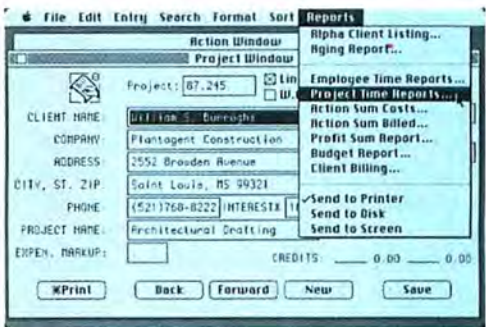 File Edit Entry Search Format Sort Reports
Action Window
Project Window
Alpha Client Listing...
Aging Report...
Employee Time Reports...
Project Time Reports...
Action Sum Costs...
Action Sum Billed...
Profit Sum Report...
Budget Report...
Client Billing...
✓Send to Printer
Send to Disk
Send to Screen
Project: 87.245
CLIENT NAME: William S. Burroghs
COMPANY: Plantagent Construction
ADDRESS: 2552 Brosden Avenue
CITY, ST. ZIP: Saint Louis, MS 99321
PHONE: (521)768-8222 INTEREST%
PROJECT NAME: Architectural Drafting
EXPEN. MARKUP:
CREDITS: 0.00 0.00
⌘Print Back Forward New Save